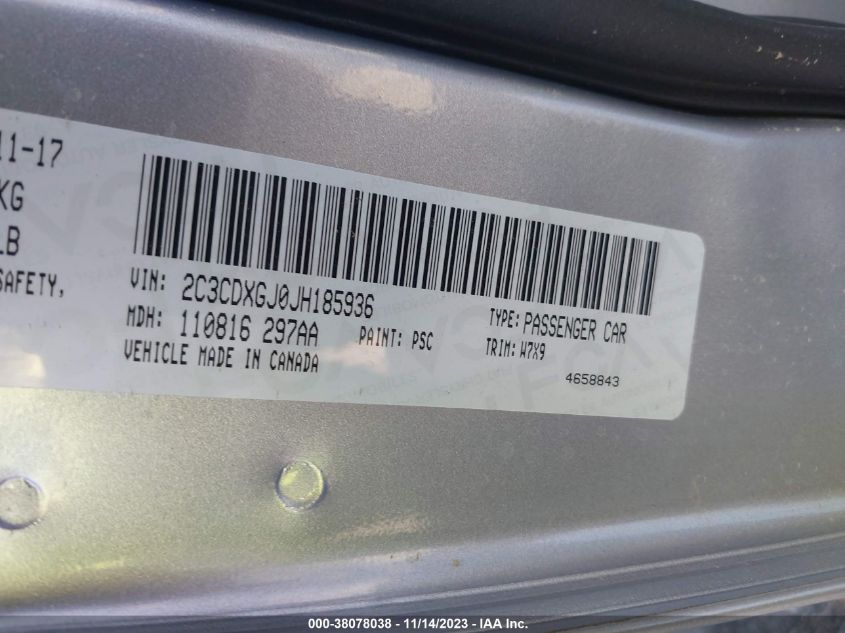 11-17
KG
LB
SAFETY,
VIN: 2C3CDXGJ0JH185936
MDH: 110816 297AA
PAINT: PSC
TYPE: PASSENGER CAR
TRIM: W7X9
VEHICLE MADE IN CANADA
4658843
000-38078038 - 11/14/2023 - IAA Inc.